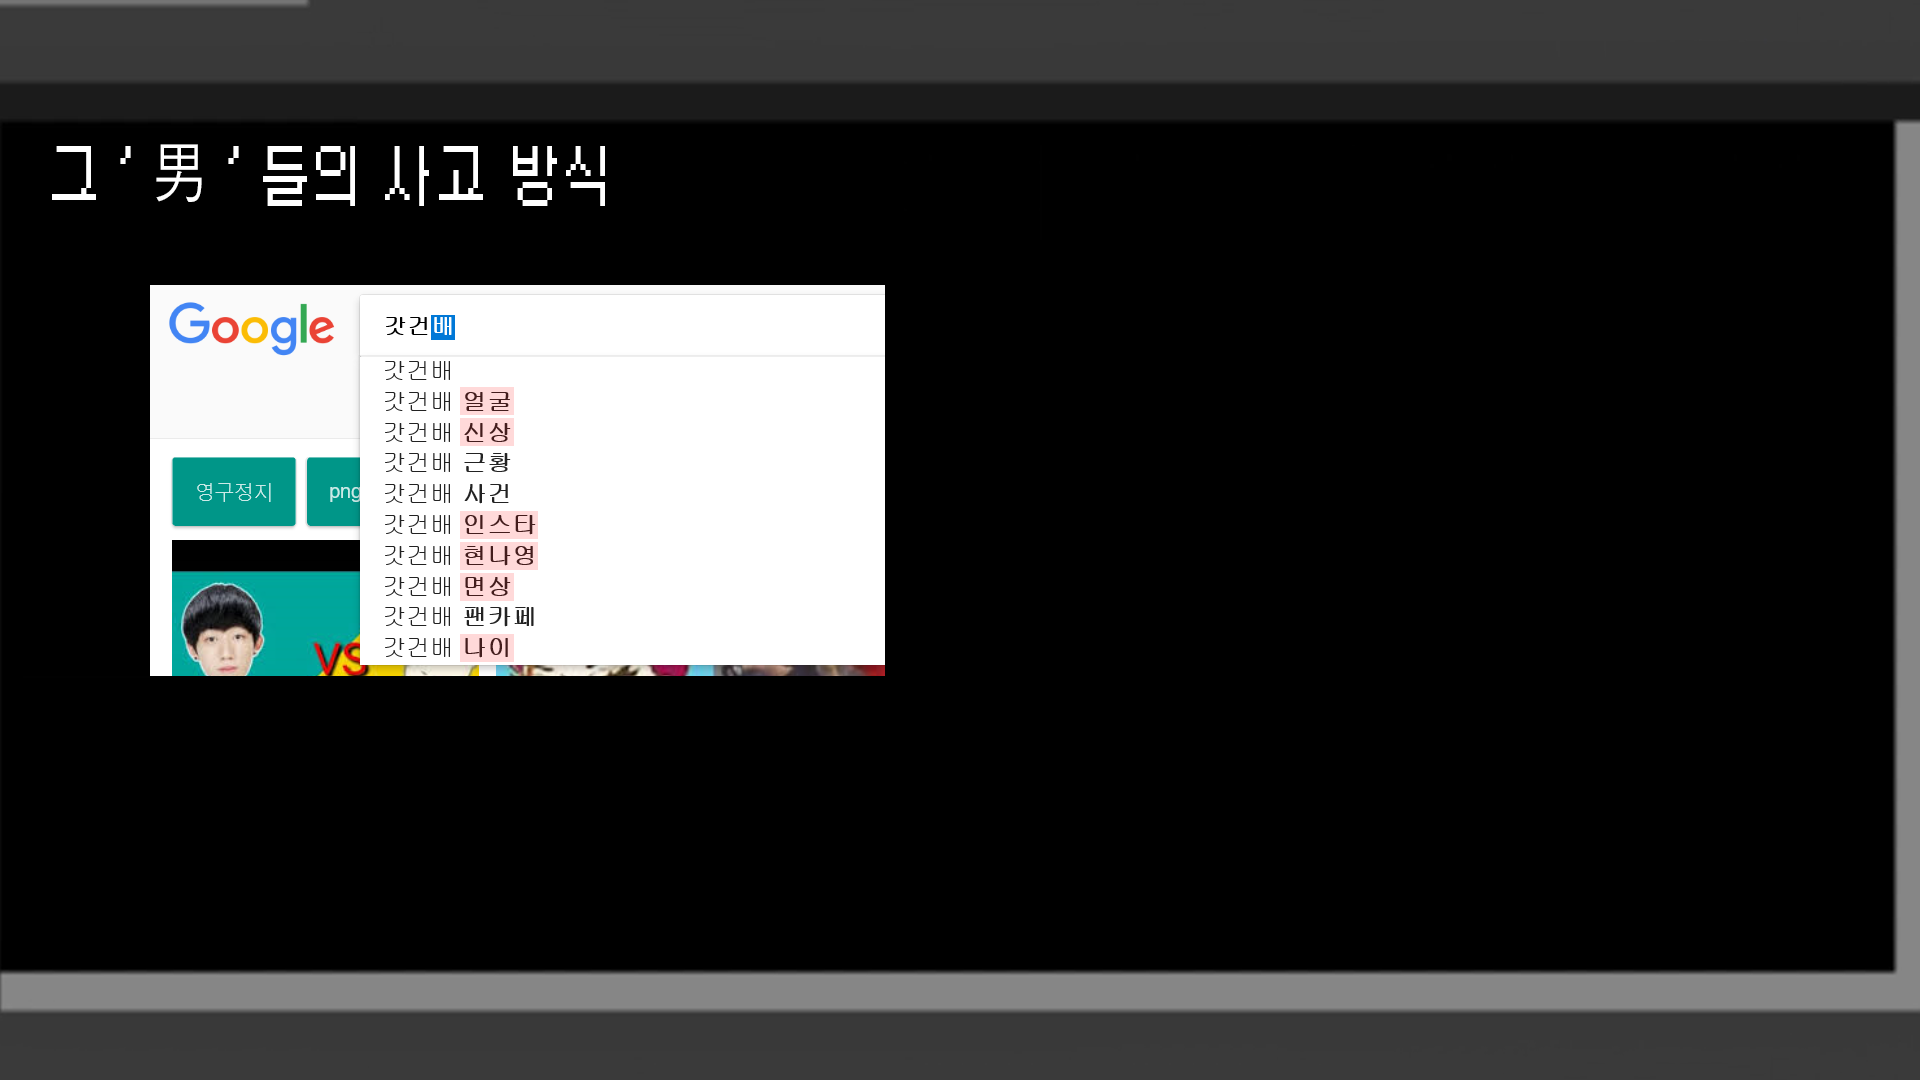 그 '男' 들의 사고 방식
Google
갓건배
갓건배
갓건배 얼굴
갓건배 신상
갓건배 근황
갓건배 사건
갓건배 인스타
갓건배 현나영
갓건배 면상
갓건배 팬카페
갓건배 나이
영구정지
png
VS